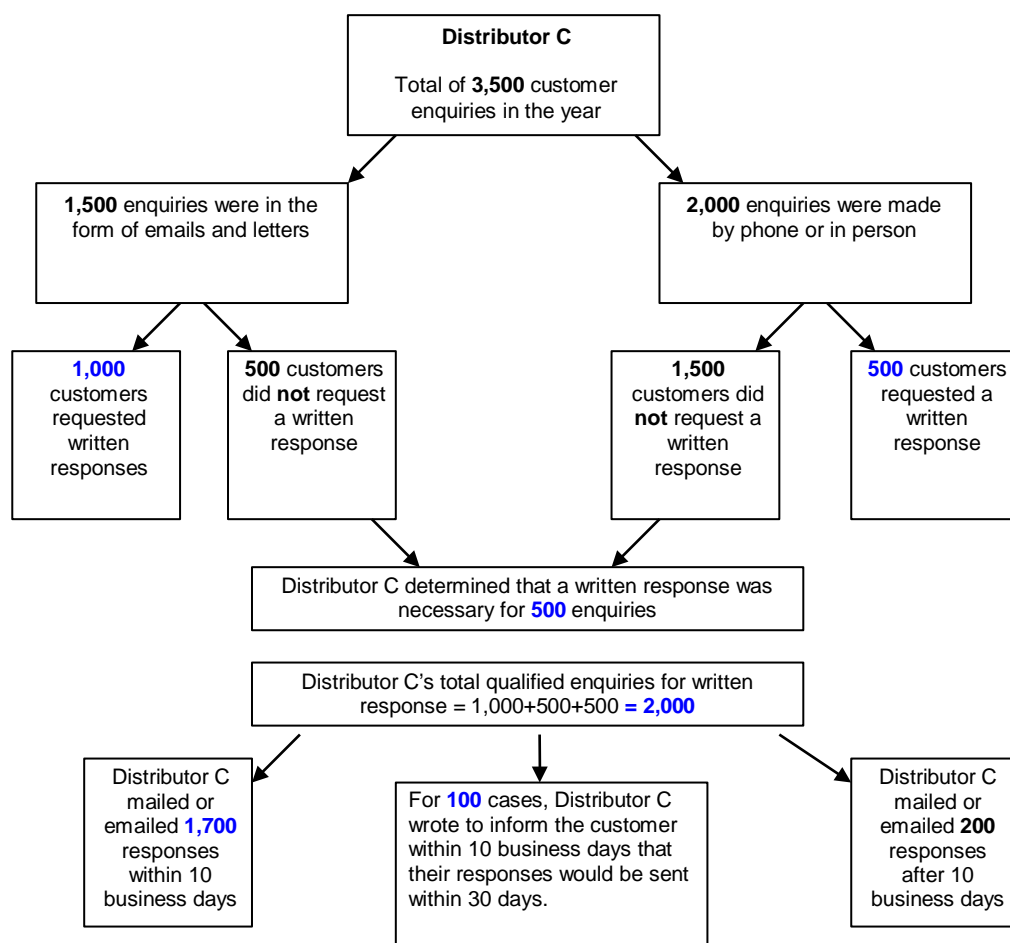 Distributor C
Total of 3,500 customer
enquiries in the year
1,500 enquiries were in the
form of emails and letters
2,000 enquiries were made
by phone or in person
1,000
customers
requested
written
responses
500 customers
did not request
a written
response
1,500
customers did
not request a
written
response
500 customers
requested a
written
response
Distributor C determined that a written response was
necessary for 500 enquiries
Distributor C's total qualified enquiries for written
response = 1,000+500+500 = 2,000
Distributor C
mailed or
emailed 1,700
responses
within 10
business days
For 100 cases, Distributor C
wrote to inform the customer
within 10 business days that
their responses would be sent
within 30 days.
Distributor C
mailed or
emailed 200
responses
after 10
business days